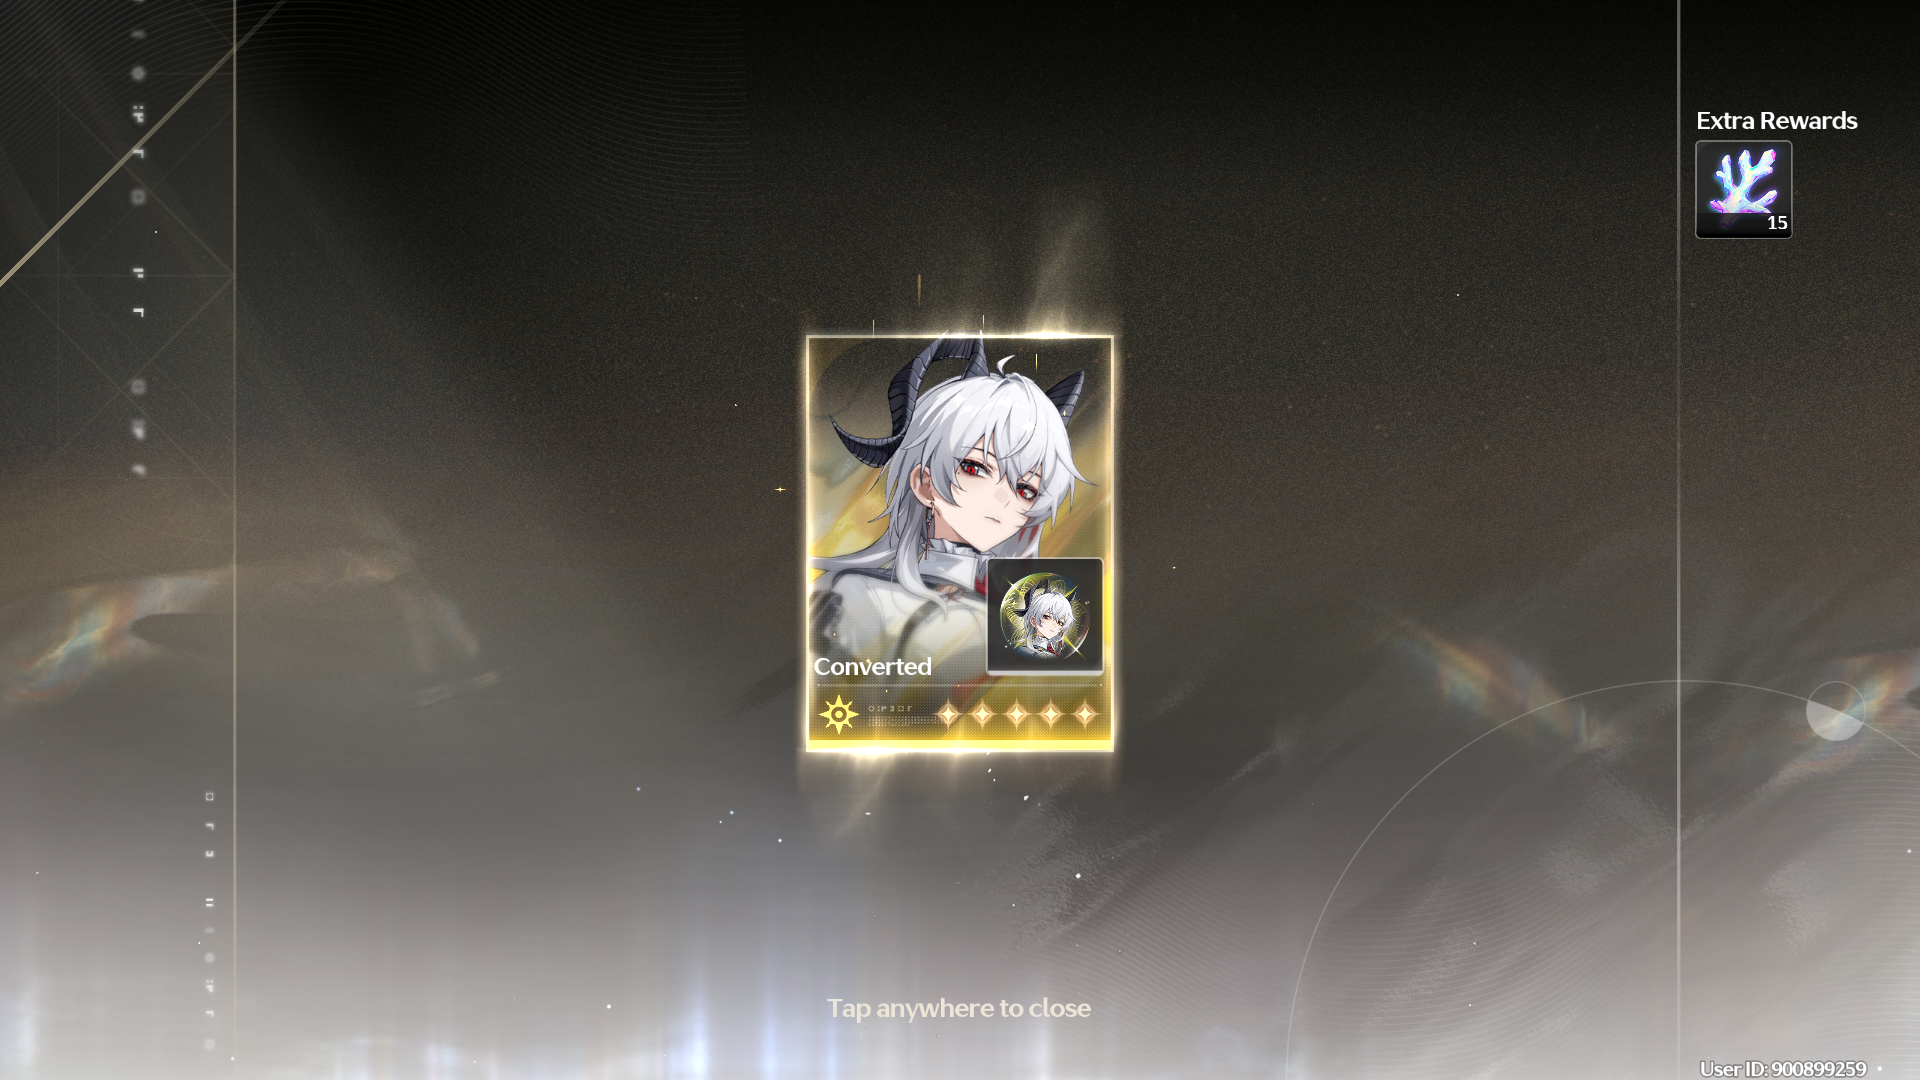 Extra Rewards
15
Converted
Tap anywhere to close
User ID: 900899259